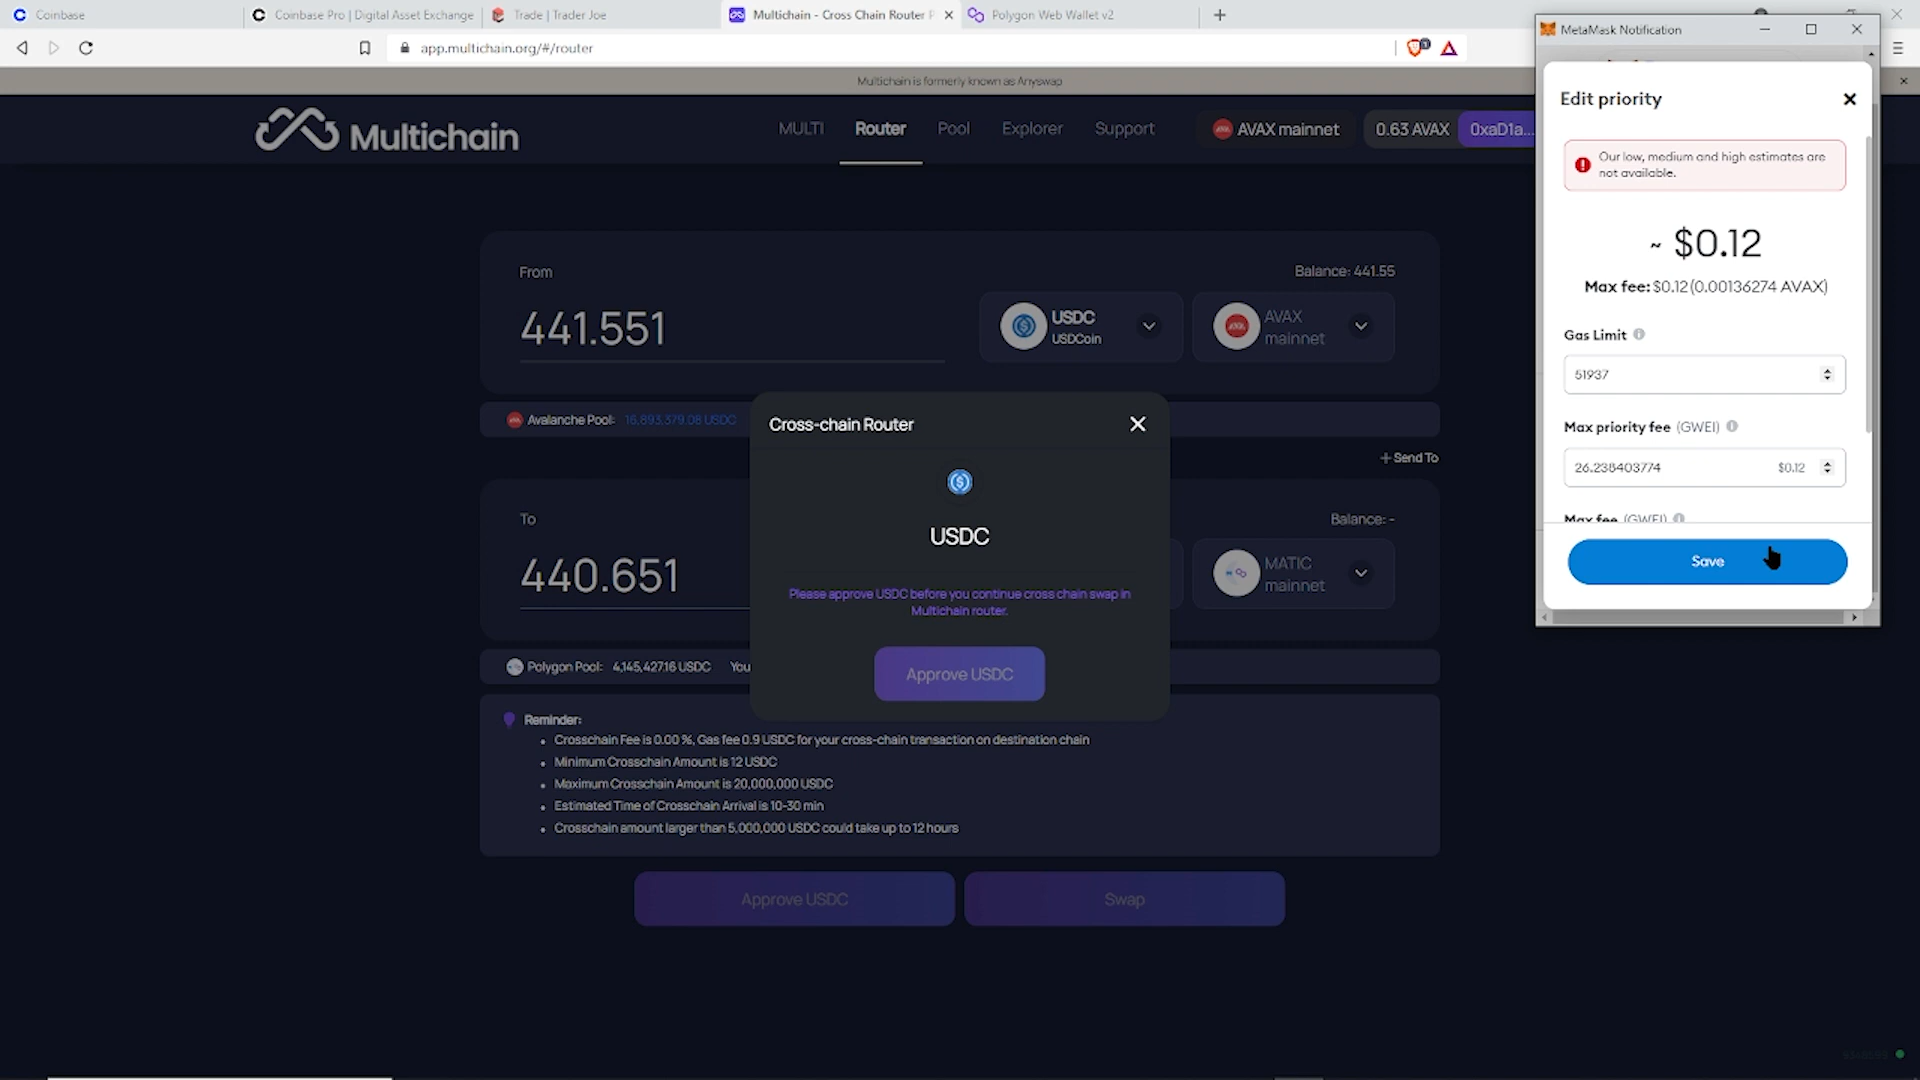 Coinbase
Coinbase Pro | Digital Asset Exchange
Trade | Trader Joe
Multichain - Cross Chain Router P
Polygon Web Wallet v2
app.multichain.org/#/router
Multichain is formerly known as Anyswap
Multichain
MULTI
Router
Pool
Explorer
Support
AVAX mainnet
0.63 AVAX
0xaD1a...
From
Balance: 441.55
441.551
USDC
USDCoin
AVAX
mainnet
Avalanche Pool: 16,893,379.08 USDC
+ Send To
To
Balance: -
440.651
MATIC
mainnet
Polygon Pool: 4,145,427.16 USDC You
Reminder:
Crosschain Fee is 0.00 %, Gas fee 0.9 USDC for your cross-chain transaction on destination chain
Minimum Crosschain Amount is 12 USDC
Maximum Crosschain Amount is 20,000,000 USDC
Estimated Time of Crosschain Arrival is 10-30 min
Crosschain amount larger than 5,000,000 USDC could take up to 12 hours
Approve USDC
Swap
Cross-chain Router
USDC
Please approve USDC before you continue cross chain swap in
Multichain router.
Approve USDC
MetaMask Notification
Edit priority
Our low, medium and high estimates are
not available.
~ $0.12
Max fee: $0.12 (0.00136274 AVAX)
Gas Limit
51937
Max priority fee (GWEI)
26.238403774
$0.12
Max fee (GWEI)
Save